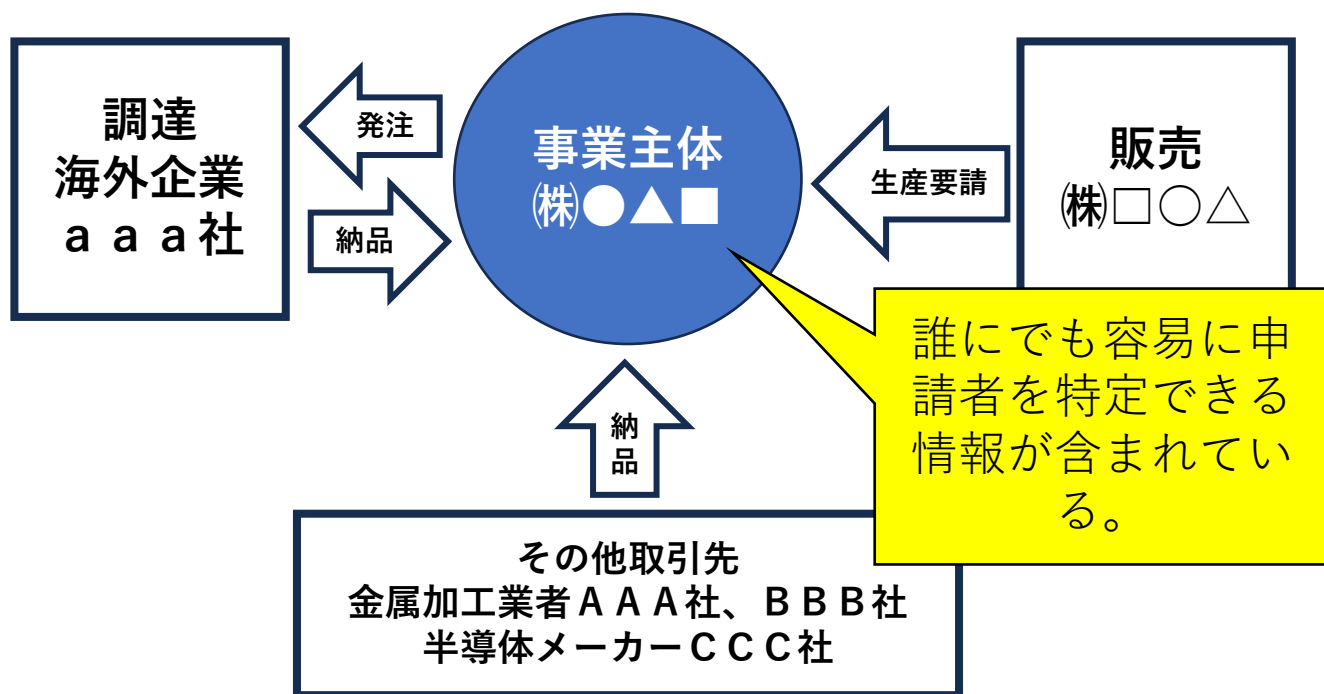 調達
海外企業
ａａａ社
発注
納品
事業主体
㈱●▲■
生産要請
販売
㈱□○△
誰にでも容易に申
請者を特定できる
情報が含まれてい
る。
納
品
その他取引先
金属加工業者ＡＡＡ社、ＢＢＢ社
半導体メーカーＣＣＣ社